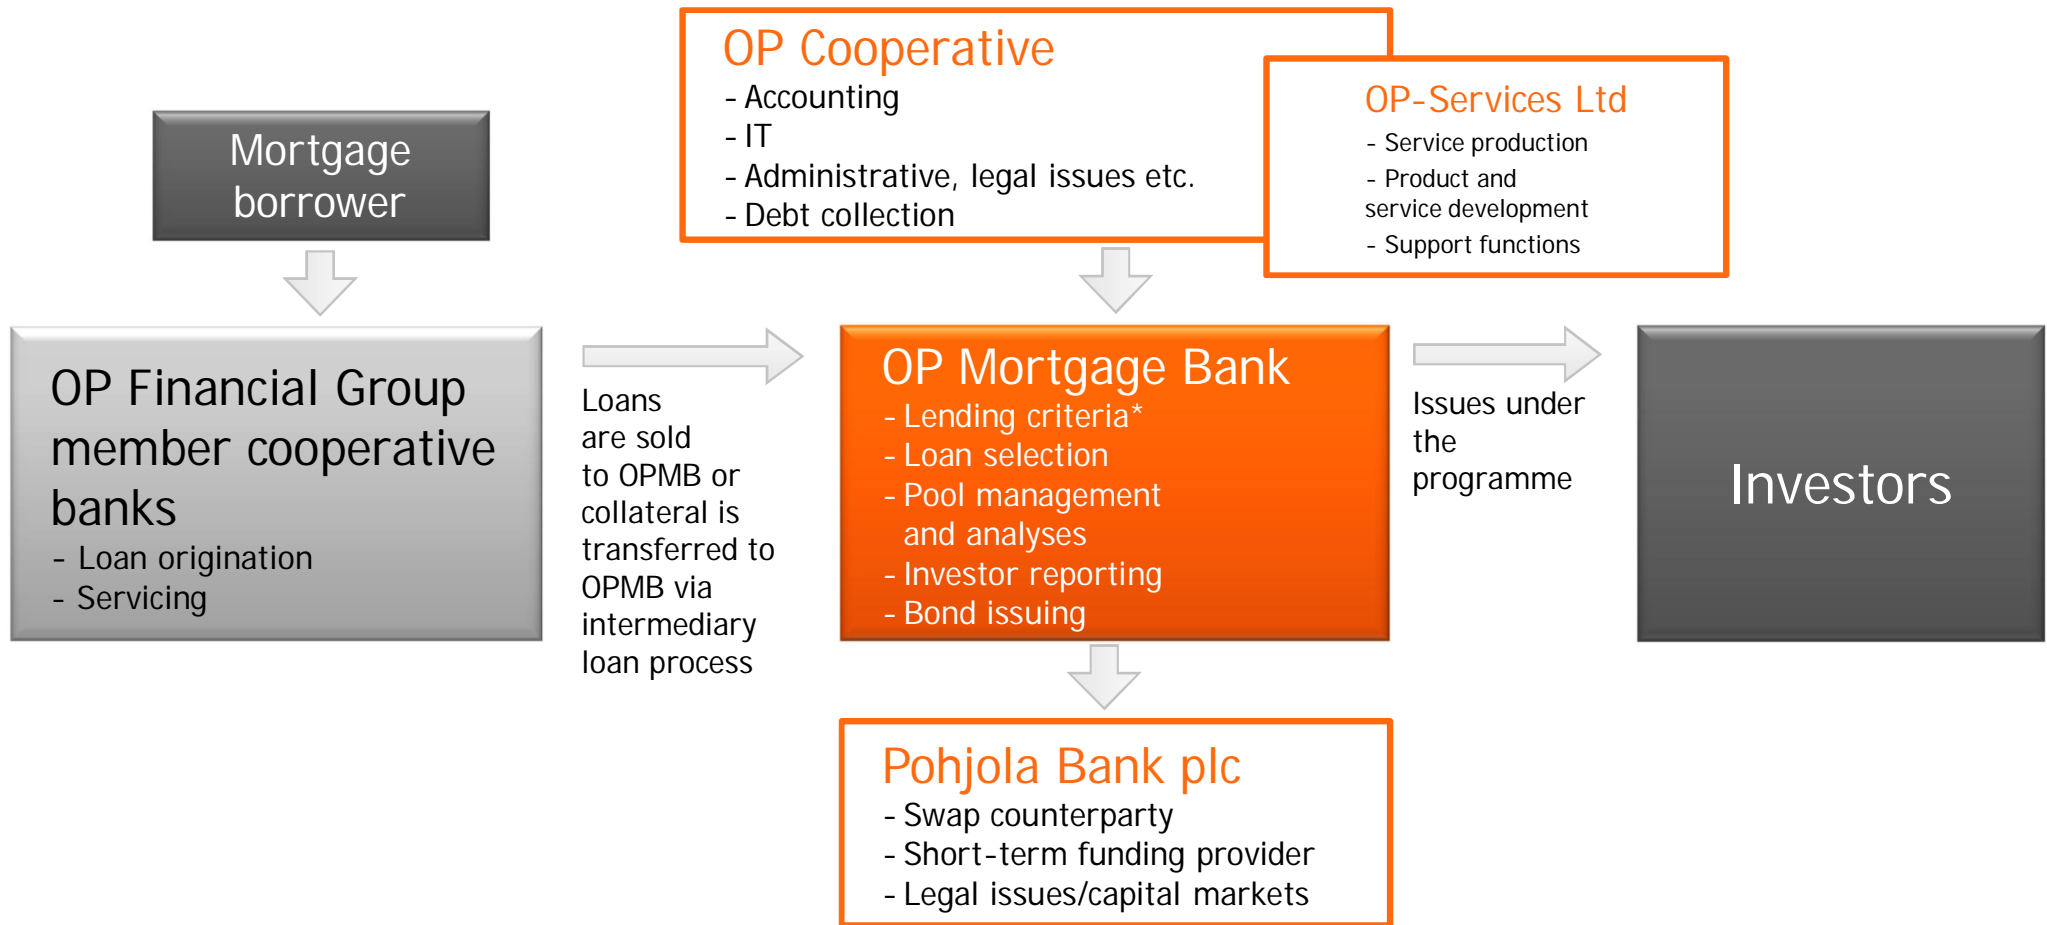 Mortgage
borrower
OP Cooperative
- Accounting
- IT
- Administrative, legal issues etc.
- Debt collection
OP-Services Ltd
- Service production
- Product and
service development
- Support functions
OP Financial Group
member cooperative
banks
- Loan origination
- Servicing
Loans
are sold
to OPMB or
collateral is
transferred to
OPMB via
intermediary
loan process
OP Mortgage Bank
- Lending criteria*
- Loan selection
- Pool management
and analyses
- Investor reporting
- Bond issuing
Issues under
the
programme
Investors
Pohjola Bank plc
- Swap counterparty
- Short-term funding provider
- Legal issues/capital markets